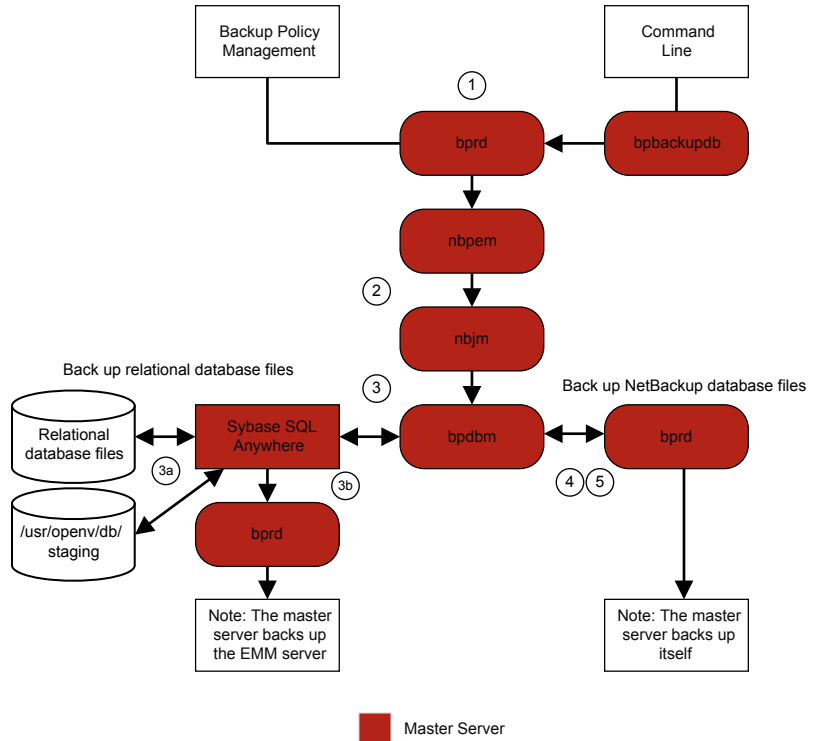 Backup Policy
Management
Command
Line
1
bprd
bpbackupdb
nbpem
2
nbjm
Back up relational database files
3
Back up NetBackup database files
Relational
database files
Sybase SQL
Anywhere
bpdbm
bprd
3a
3b
4
5
/usr/openv/db/
staging
bprd
Note: The master
server backs up
the EMM server
Note: The master
server backs up
itself
Master Server